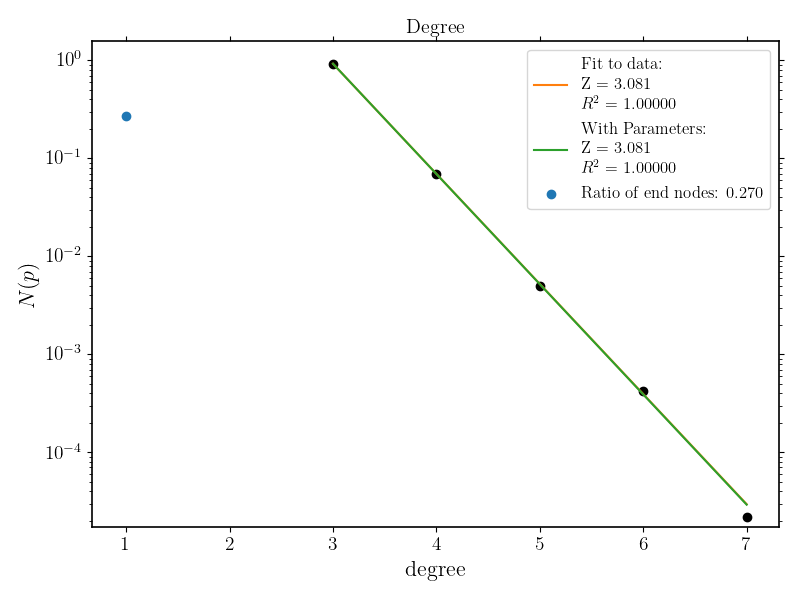 Degree
Fit to data:
Z = 3.081
R² = 1.00000
With Parameters:
Z = 3.081
R² = 1.00000
Ratio of end nodes: 0.270
N(p)
10⁰
10⁻¹
10⁻²
10⁻³
10⁻⁴
1 2 3 4 5 6 7
degree